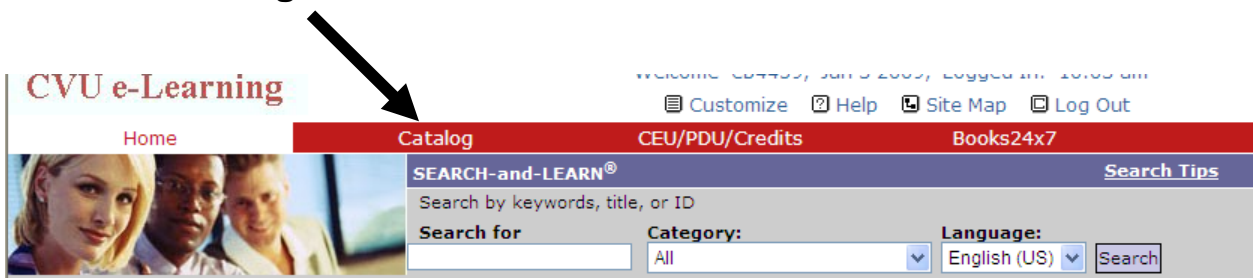 CVU e-Learning
Customize Help Site Map Log Out
Home Catalog CEU/PDU/Credits Books24x7
SEARCH-and-LEARN® Search Tips
Search by keywords, title, or ID
Search for Category: Language:
All English (US) Search